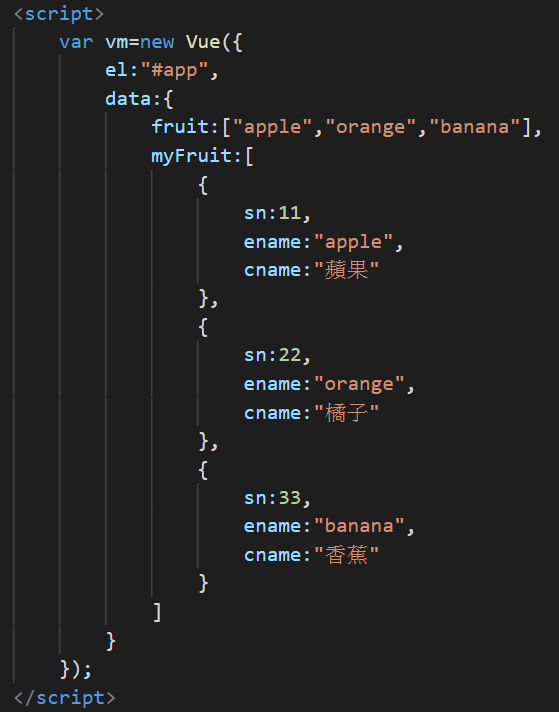 <script>
var vm=new Vue({
el:"#app",
data:{
fruit:["apple","orange","banana"],
myFruit:[
{
sn:11,
ename:"apple",
cname:"蘋果"
},
{
sn:22,
ename:"orange",
cname:"橘子"
},
{
sn:33,
ename:"banana",
cname:"香蕉"
}
]
}
});
</script>